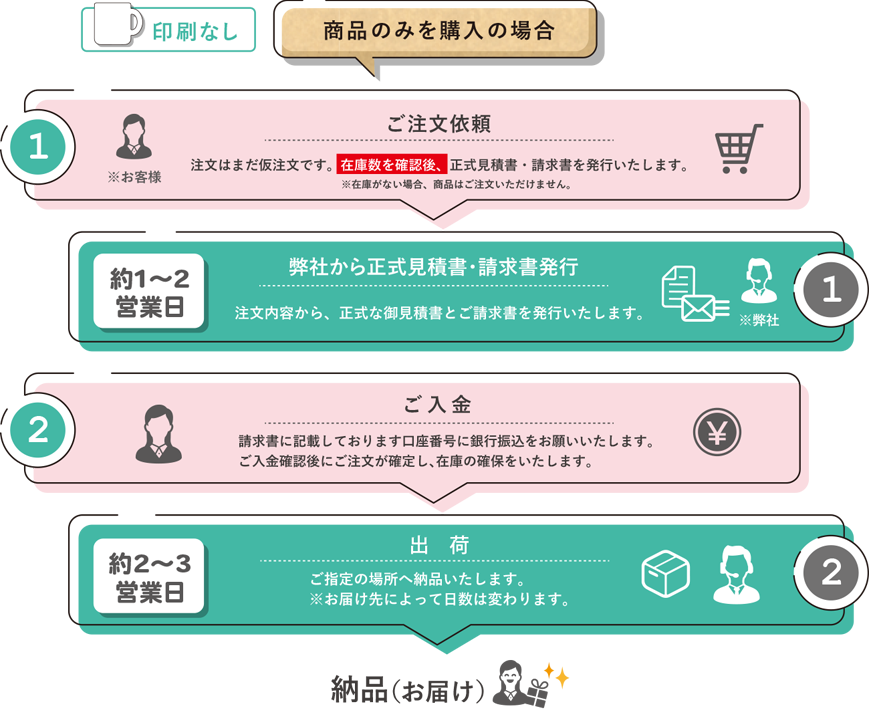 印刷なし
商品のみを購入の場合
1
※お客様
ご注文依頼
注文はまだ仮注文です。在庫数を確認後、正式見積書・請求書を発行いたします。
※在庫がない場合、商品はご注文いただけません。
約1〜2
営業日
弊社から正式見積書・請求書発行
注文内容から、正式な御見積書とご請求書を発行いたします。
※弊社
1
2
ご入金
請求書に記載しております口座番号に銀行振込をお願いいたします。
ご入金確認後にご注文が確定し、在庫の確保をいたします。
¥
約2〜3
営業日
出 荷
ご指定の場所へ納品いたします。
※お届け先によって日数は変わります。
2
納品(お届け)